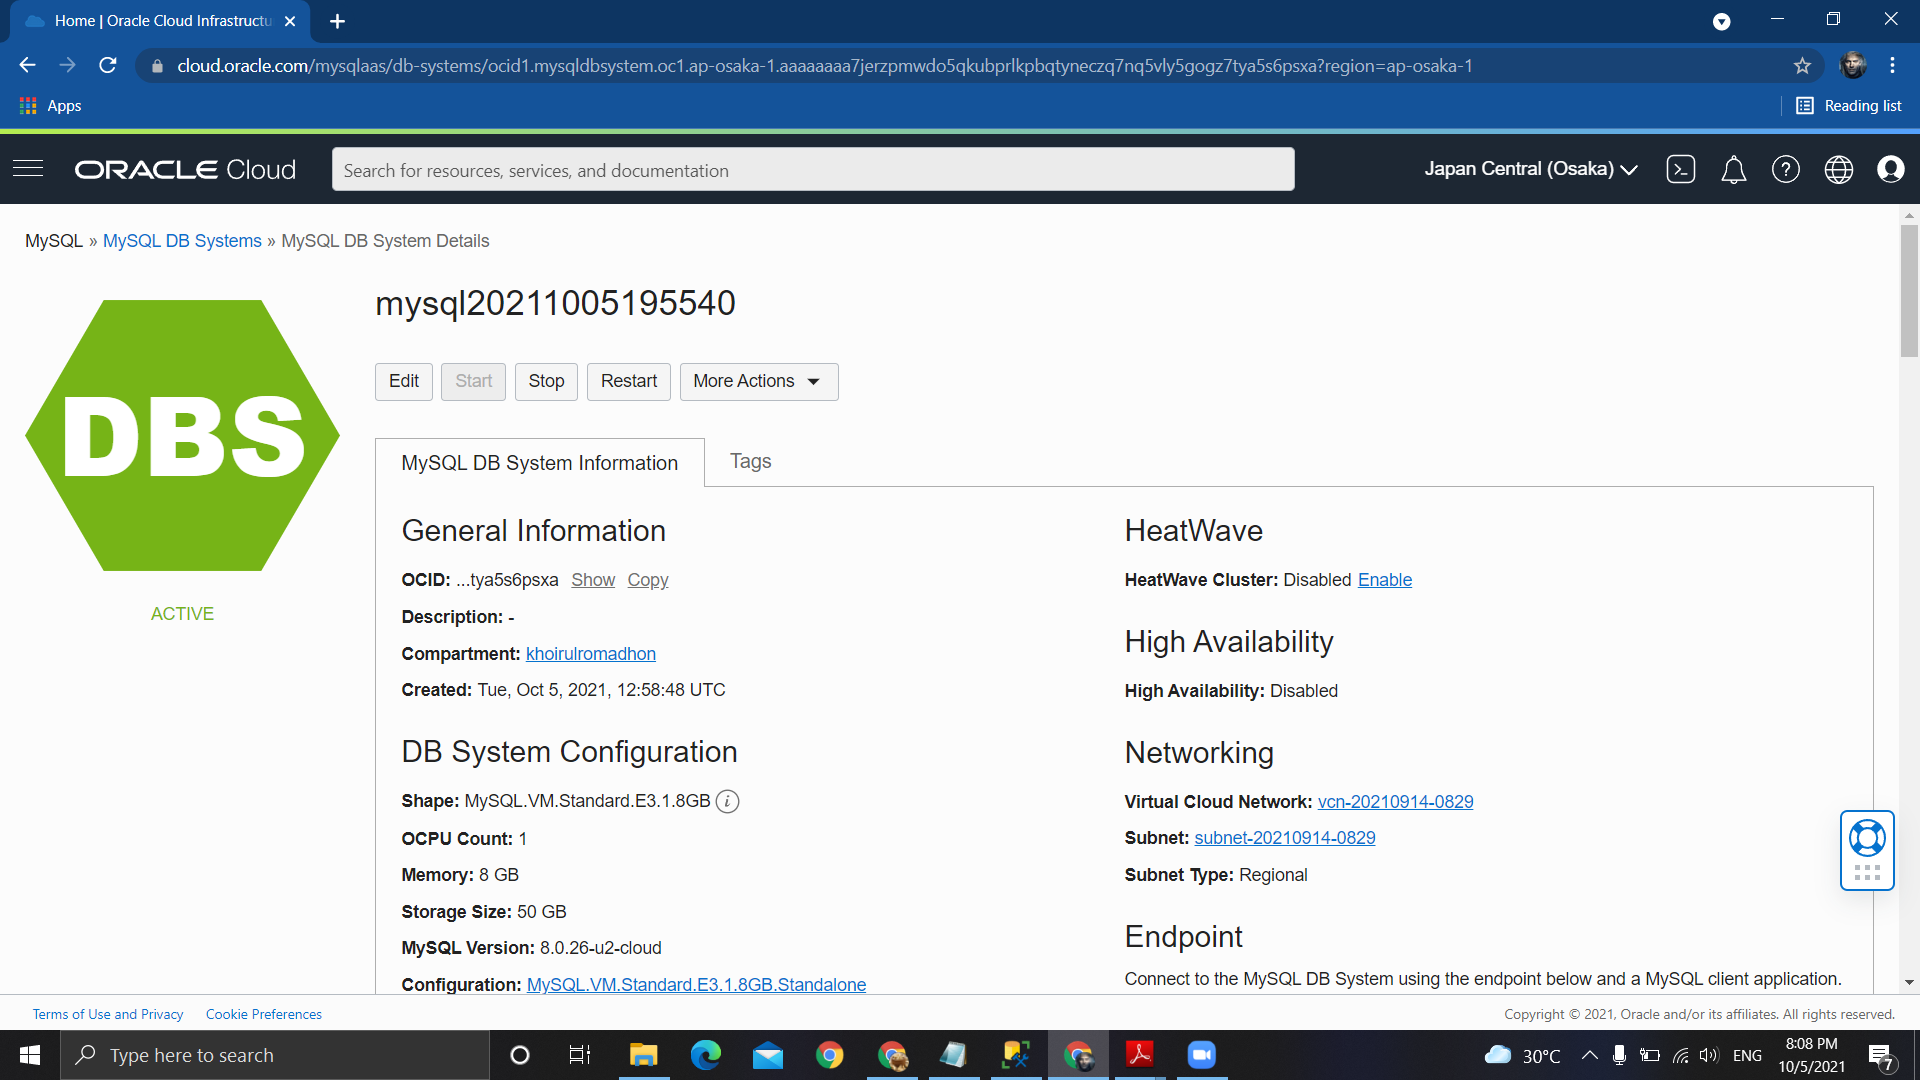 Home | Oracle Cloud Infrastructu
cloud.oracle.com/mysqlaas/db-systems/ocid1.mysqldbsystem.oc1.ap-osaka-1.aaaaaaaa7jerzpmwdo5qkubprlkpbqtyneczq7nq5vly5gogz7tya5s6psxa?region=ap-osaka-1
Apps
Reading list
ORACLE Cloud
Search for resources, services, and documentation
Japan Central (Osaka)
MySQL » MySQL DB Systems » MySQL DB System Details
DBS
ACTIVE
mysql20211005195540
Edit
Start
Stop
Restart
More Actions
MySQL DB System Information
Tags
General Information
OCID: ...tya5s6psxa Show Copy
Description: -
Compartment: khoirulromadhon
Created: Tue, Oct 5, 2021, 12:58:48 UTC
DB System Configuration
Shape: MySQL.VM.Standard.E3.1.8GB i
OCPU Count: 1
Memory: 8 GB
Storage Size: 50 GB
MySQL Version: 8.0.26-u2-cloud
Configuration: MySQL.VM.Standard.E3.1.8GB.Standalone
HeatWave
HeatWave Cluster: Disabled Enable
High Availability
High Availability: Disabled
Networking
Virtual Cloud Network: vcn-20210914-0829
Subnet: subnet-20210914-0829
Subnet Type: Regional
Endpoint
Connect to the MySQL DB System using the endpoint below and a MySQL client application.
Terms of Use and Privacy
Cookie Preferences
Copyright © 2021, Oracle and/or its affiliates. All rights reserved.
Type here to search
30°C
ENG
8:08 PM
10/5/2021
7